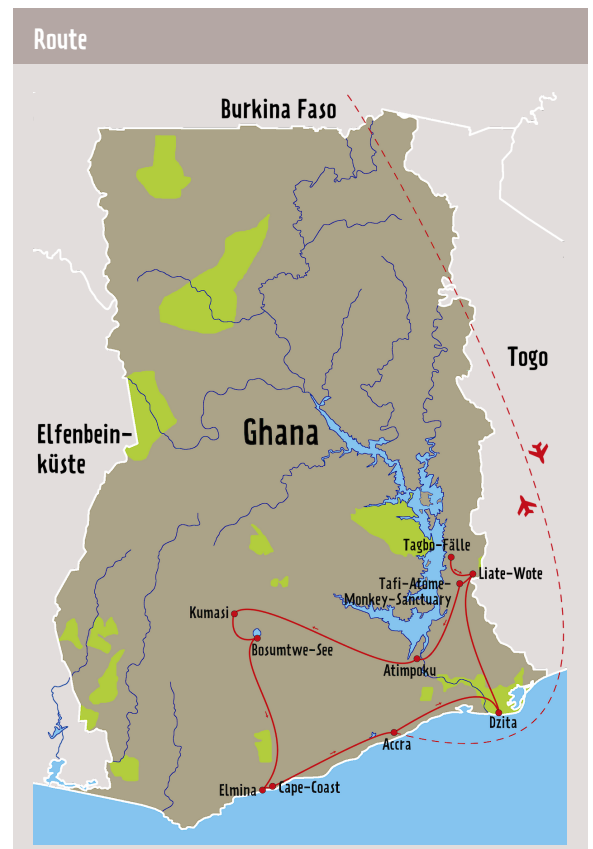 Route
Burkina Faso
Togo
Elfenbein-
küste
Ghana
Tagbo-Fälle
Liate-Wote
Tafi-Atome-
Monkey-Sanctuary
Kumasi
Bosumtwe-See
Atimpoku
Dzita
Accra
Elmina
Cape-Coast